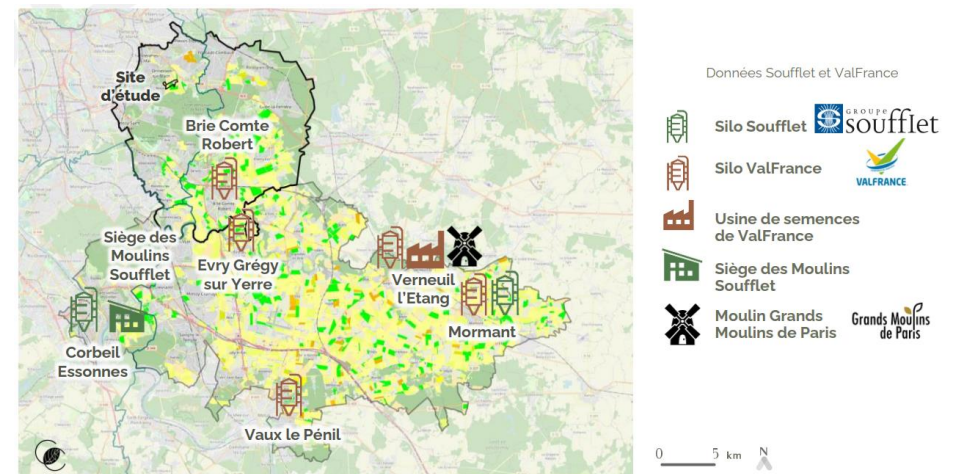 Site
d'étude
Brie Comte
Robert
Siège des
Moulins
Soufflet
Evry Grégy
sur Yerre
Verneuil
l'Etang
Mormant
Corbeil
Essonnes
Vaux le Pénil
Données Soufflet et ValFrance
Silo Soufflet
GROUPE
soufflet
Silo ValFrance
VALFRANCE
Usine de semences
de ValFrance
Siège des Moulins
Soufflet
Moulin Grands
Moulins de Paris
Grands Moulins
de Paris
0 5 km N